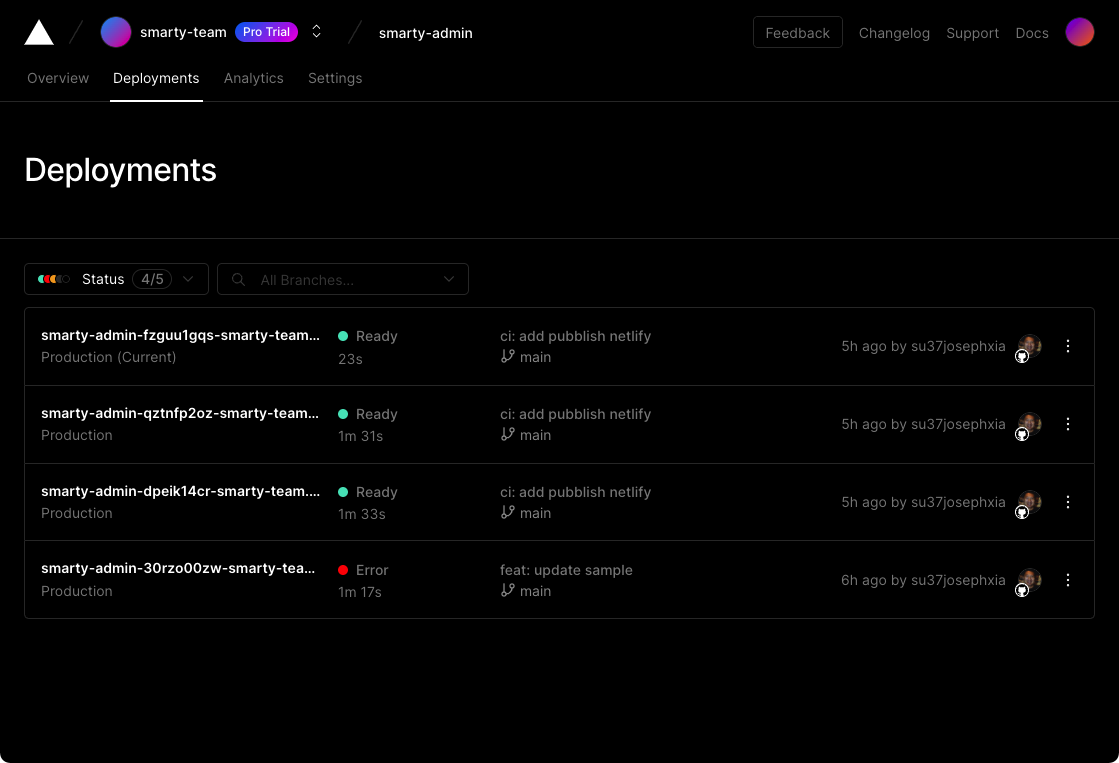 smarty-team Pro Trial smarty-admin Feedback Changelog Support Docs
Overview Deployments Analytics Settings
Deployments
Status 4/5 All Branches...
smarty-admin-fzguu1gqs-smarty-team... Ready ci: add pubblish netlify
Production (Current) 23s main 5h ago by su37josephxia
smarty-admin-qztnfp2oz-smarty-team... Ready ci: add pubblish netlify
Production 1m 31s main 5h ago by su37josephxia
smarty-admin-dpeik14cr-smarty-team.... Ready ci: add pubblish netlify
Production 1m 33s main 5h ago by su37josephxia
smarty-admin-30rzo00zw-smarty-tea... Error feat: update sample
Production 1m 17s main 6h ago by su37josephxia